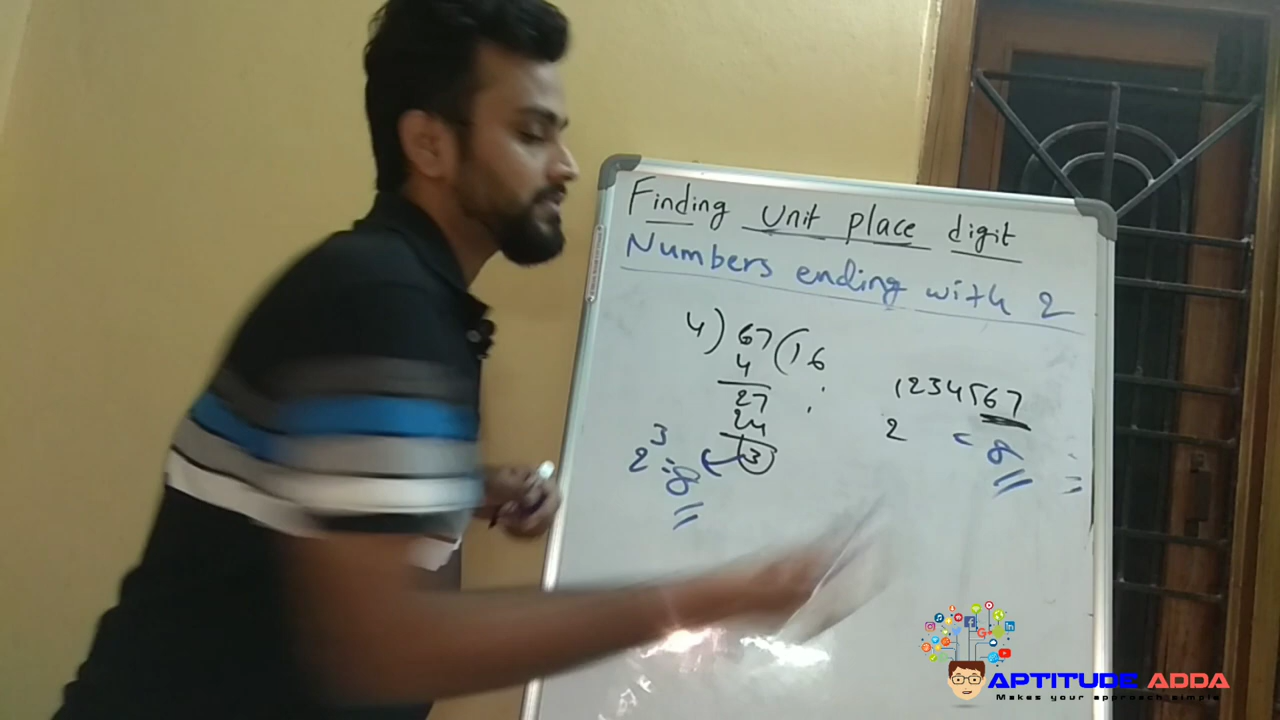 Finding Unit place digit
Numbers ending with 2
4) 67 (16
4
27
24
3
2³ = 8
1234567
2 = 8
APTITUDE ADDA
Makes your approach simple